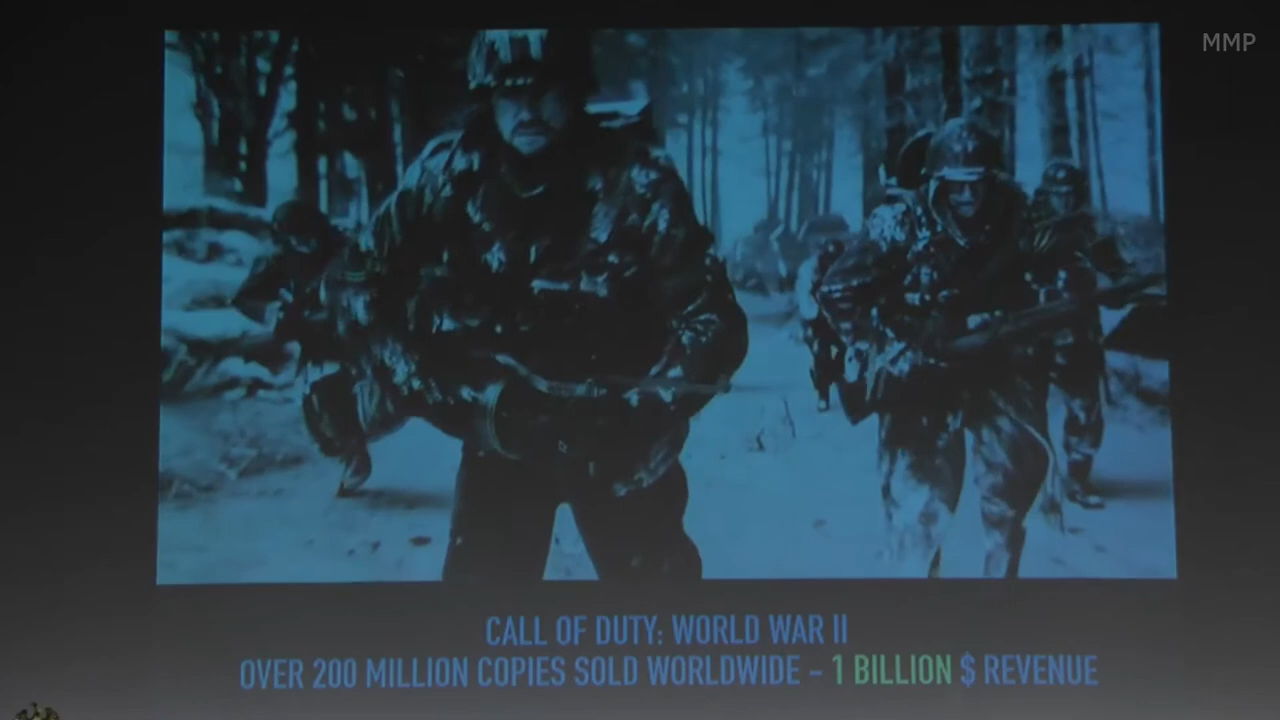 MMP
CALL OF DUTY: WORLD WAR II
OVER 200 MILLION COPIES SOLD WORLDWIDE - 1 BILLION $ REVENUE